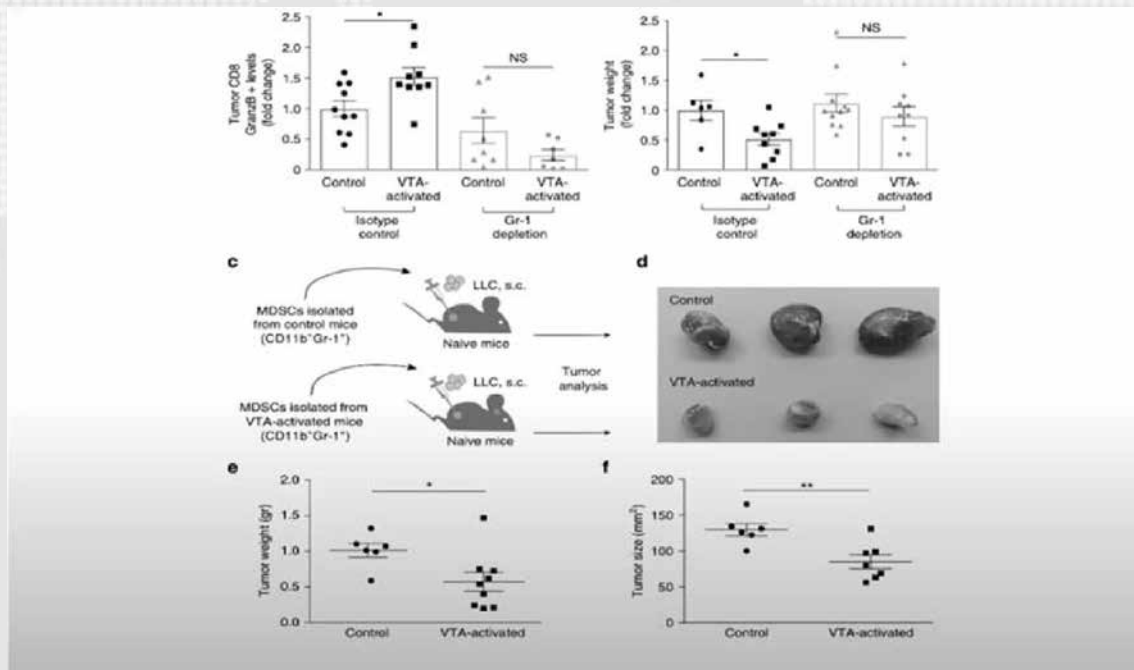 Tumor CD8
GranzB + levels
(fold change)
2.5
2.0
1.5
1.0
0.5
0
*
NS
Control
VTA-
activated
Control
VTA-
activated
Isotype
control
Gr-1
depletion
Tumor weight
(fold change)
2.5
2.0
1.5
1.0
0.5
0
*
NS
Control
VTA-
activated
Control
VTA-
activated
Isotype
control
Gr-1
depletion
c
MDSCs isolated
from control mice
(CD11b+Gr-1+)
LLC, s.c.
Naive mice
MDSCs isolated from
VTA-activated mice
(CD11b+Gr-1+)
LLC, s.c.
Naive mice
Tumor
analysis
d
Control
VTA-activated
e
Tumor weight (gr)
2.0
1.5
1.0
0.5
0.0
*
Control
VTA-activated
f
Tumor size (mm²)
200
150
100
50
0
**
Control
VTA-activated